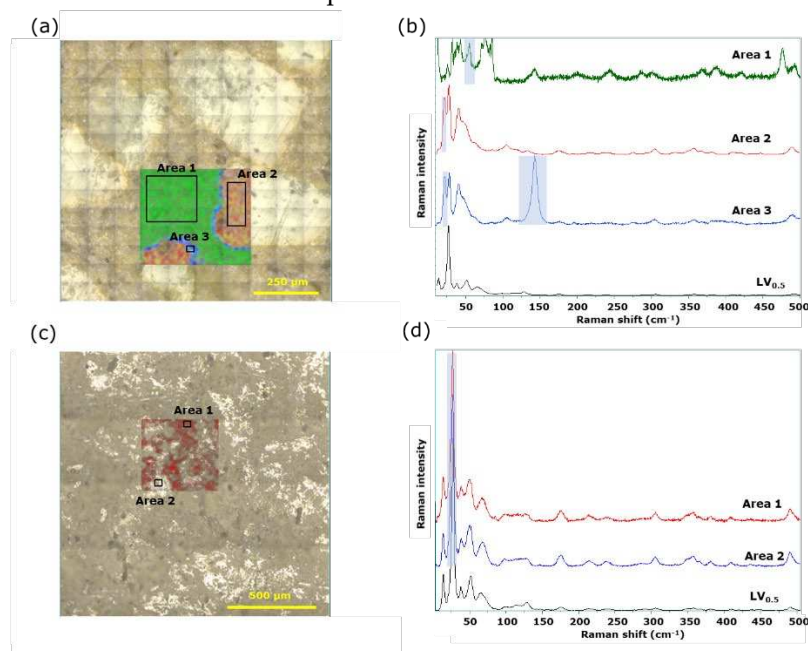 (a)
Area 1
Area 2
Area 3
250 µm
(b)
Raman intensity
Area 1
Area 2
Area 3
LV0.5
50 100 150 200 250 300 350 400 450 500
Raman shift (cm-1)
(c)
Area 1
Area 2
500 µm
(d)
Raman intensity
Area 1
Area 2
LV0.5
50 100 150 200 250 300 350 400 450 500
Raman shift (cm-1)